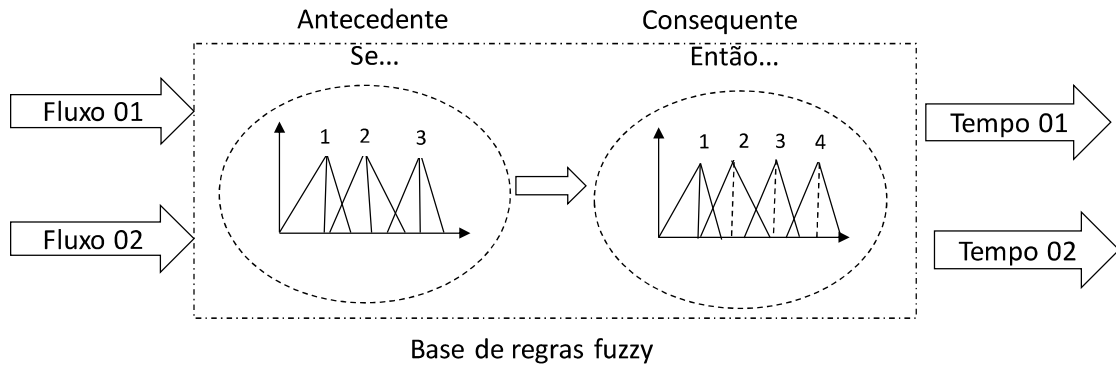 Antecedente
Consequente
Se...
Então...
Fluxo 01
Fluxo 02
1 2 3
1 2 3 4
Tempo 01
Tempo 02
Base de regras fuzzy